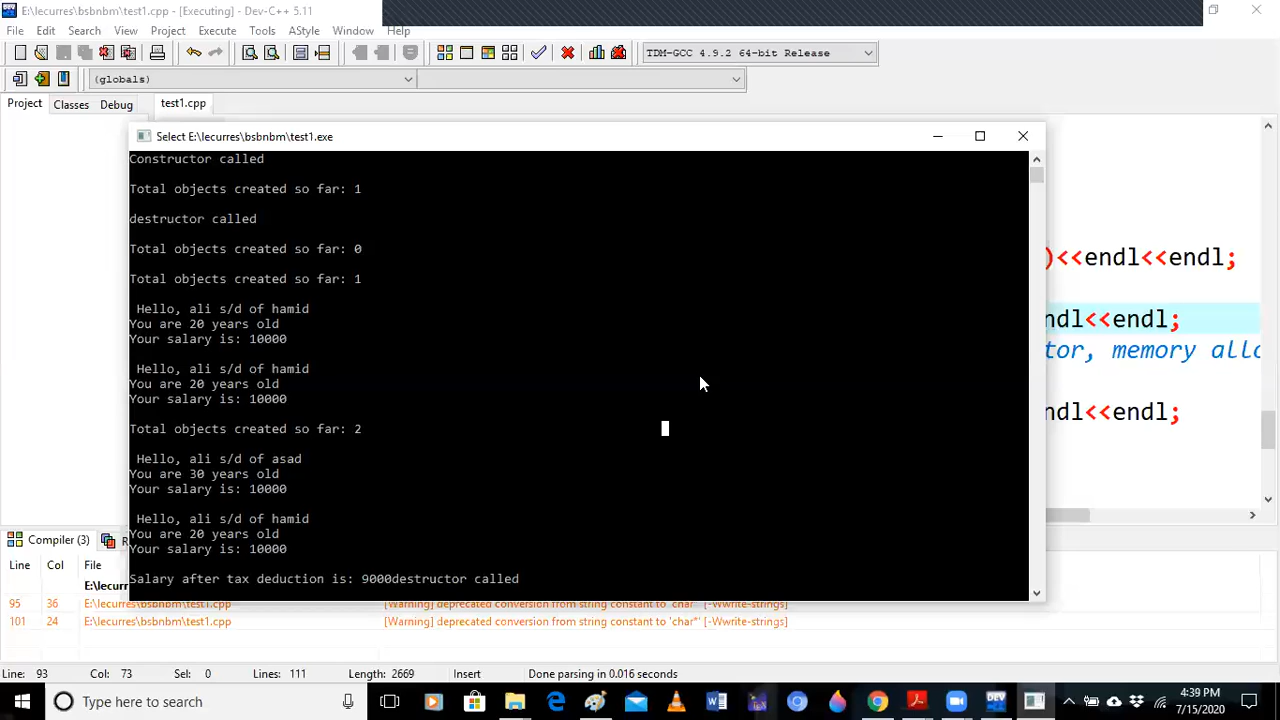 E:\lecurres\bsbnbm\test1.cpp - [Executing] - Dev-C++ 5.11
File Edit Search View Project Execute Tools AStyle Window Help
TDM-GCC 4.9.2 64-bit Release
(globals)
Project Classes Debug test1.cpp
Select E:\lecurres\bsbnbm\test1.exe
Constructor called
Total objects created so far: 1
destructor called
Total objects created so far: 0
Total objects created so far: 1
Hello, ali s/d of hamid
You are 20 years old
Your salary is: 10000
Hello, ali s/d of hamid
You are 20 years old
Your salary is: 10000
Total objects created so far: 2
Hello, ali s/d of asad
You are 30 years old
Your salary is: 10000
Hello, ali s/d of hamid
You are 20 years old
Your salary is: 10000
Salary after tax deduction is: 9000destructor called
)<<endl<<endl;
ndl<<endl;
tor, memory allo
ndl<<endl;
Compiler (3)
Line Col File
E:\lecurr
95 36 E:\lecurres\bsbnbm\test1.cpp [Warning] deprecated conversion from string constant to 'char*' [-Wwrite-strings]
101 24 E:\lecurres\bsbnbm\test1.cpp [Warning] deprecated conversion from string constant to 'char*' [-Wwrite-strings]
Line: 93 Col: 73 Sel: 0 Lines: 111 Length: 2669 Insert Done parsing in 0.016 seconds
Type here to search
4:39 PM
7/15/2020